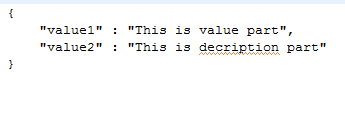 {
"value1" : "This is value part",
"value2" : "This is decription part"
}